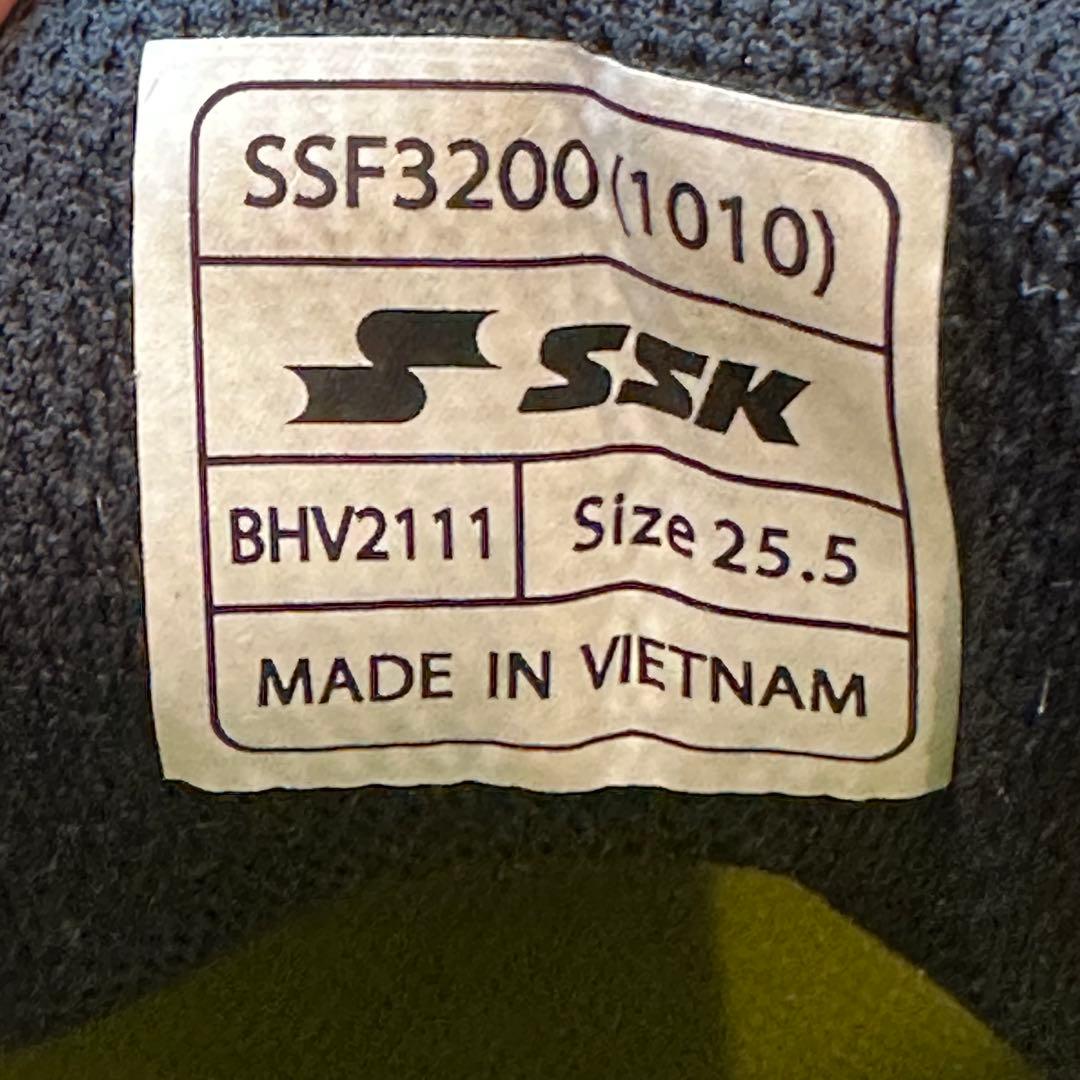 SSF3200(1010)
SSK
BHV2111 Size 25.5
MADE IN VIETNAM